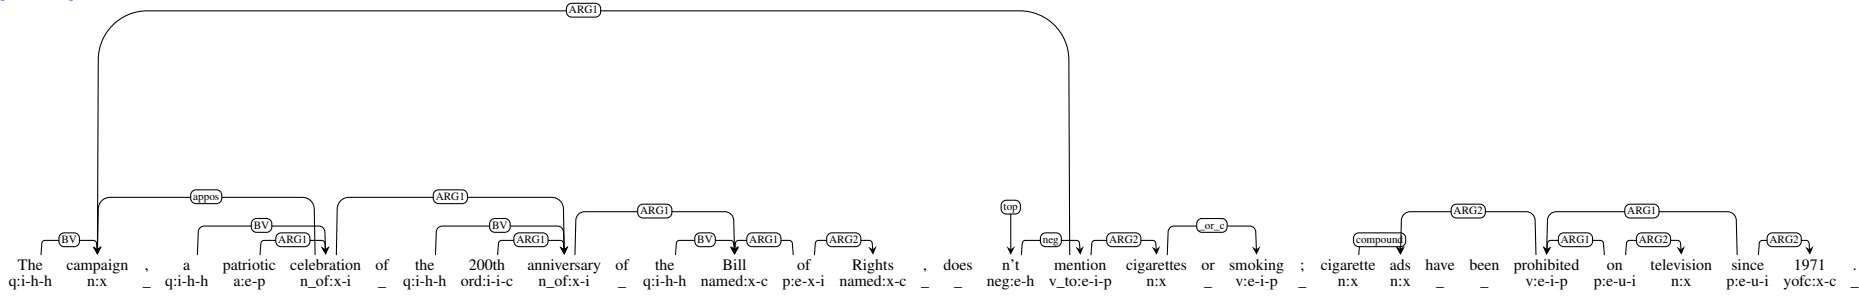 ARG1
appos ARG1 top
ARG1 ARG2 ARG1
BV BV _or_c
BV ARG1 ARG1 BV ARG1 ARG2 neg ARG2 compound ARG1 ARG2 ARG2
The campaign , a patriotic celebration of the 200th anniversary of the Bill of Rights , does n't mention cigarettes or smoking ; cigarette ads have been prohibited on television since 1971 .
q:i-h-h n:x _ q:i-h-h a:e-p n_of:x-i _ q:i-h-h ord:i-i-c n_of:x-i _ q:i-h-h named:x-c p:e-x-i named:x-c _ _ neg:e-h v_to:e-i-p n:x _ v:e-i-p _ n:x n:x _ _ v:e-i-p p:e-u-i n:x p:e-u-i yofc:x-c _